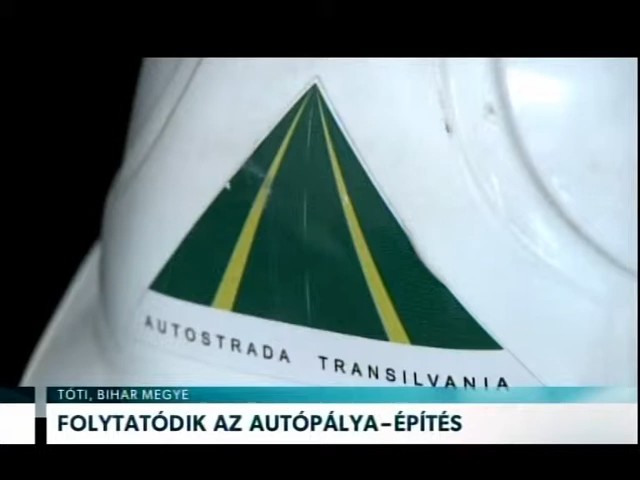 AUTOSTRADA TRANSILVANIA
TÓTI, BIHAR MEGYE
FOLYTATÓDIK AZ AUTÓPÁLYA-ÉPÍTÉS